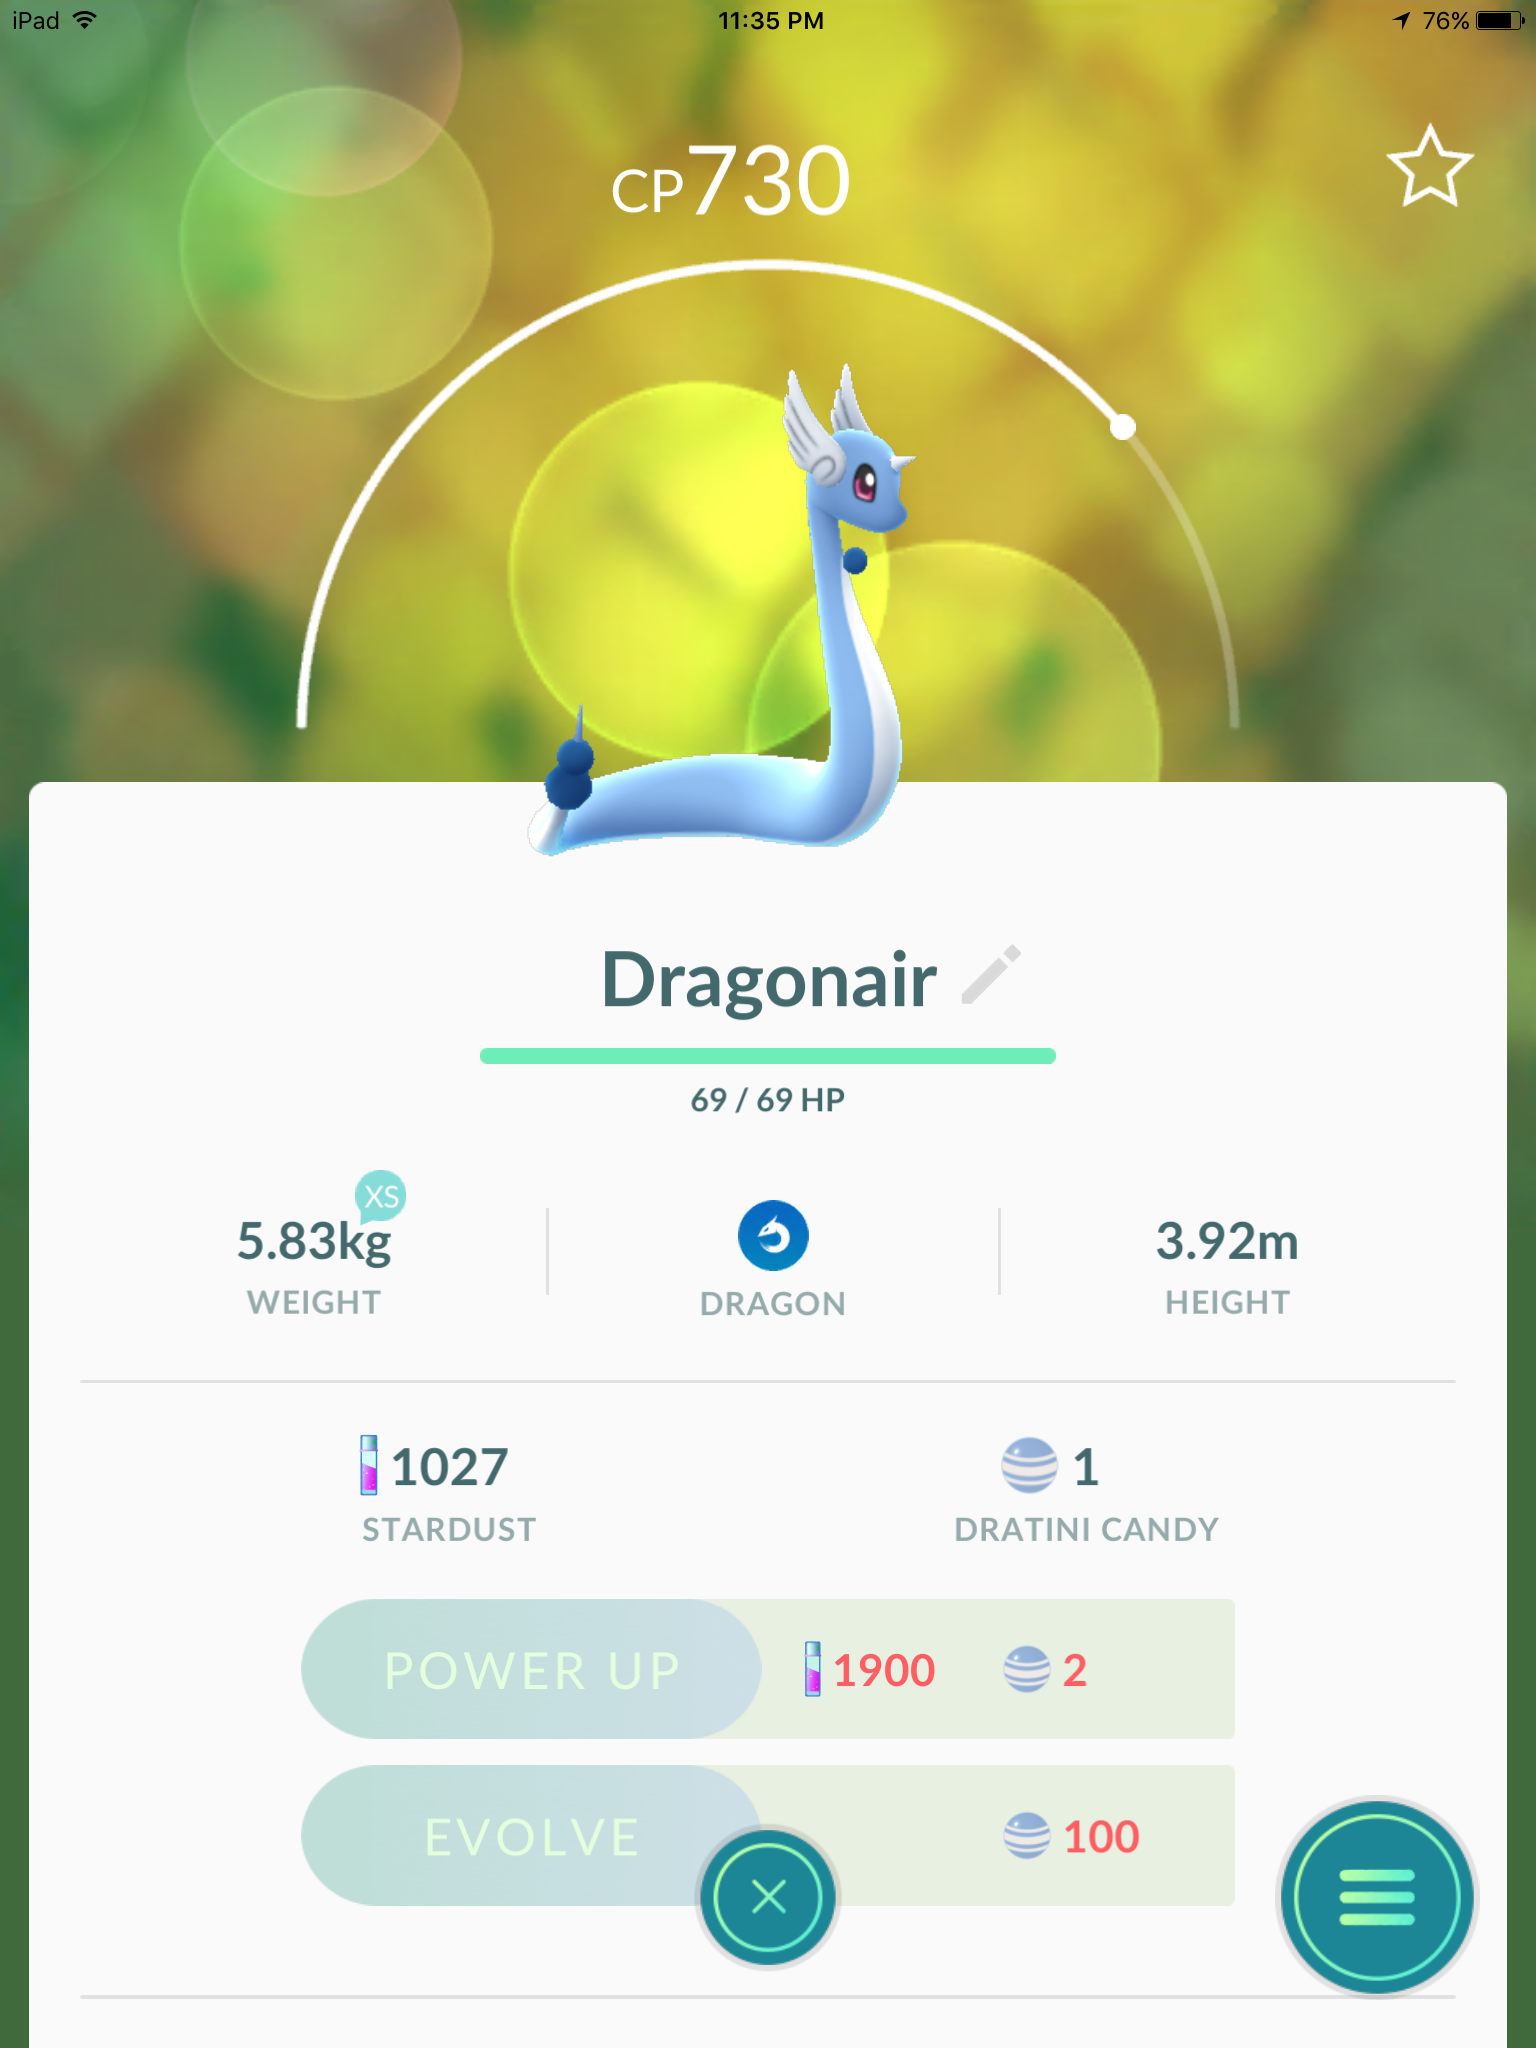 iPad 11:35 PM 76%
CP730
Dragonair
69 / 69 HP
XS
5.83kg 3.92m
WEIGHT DRAGON HEIGHT
1027 1
STARDUST DRATINI CANDY
POWER UP 1900 2
EVOLVE 100